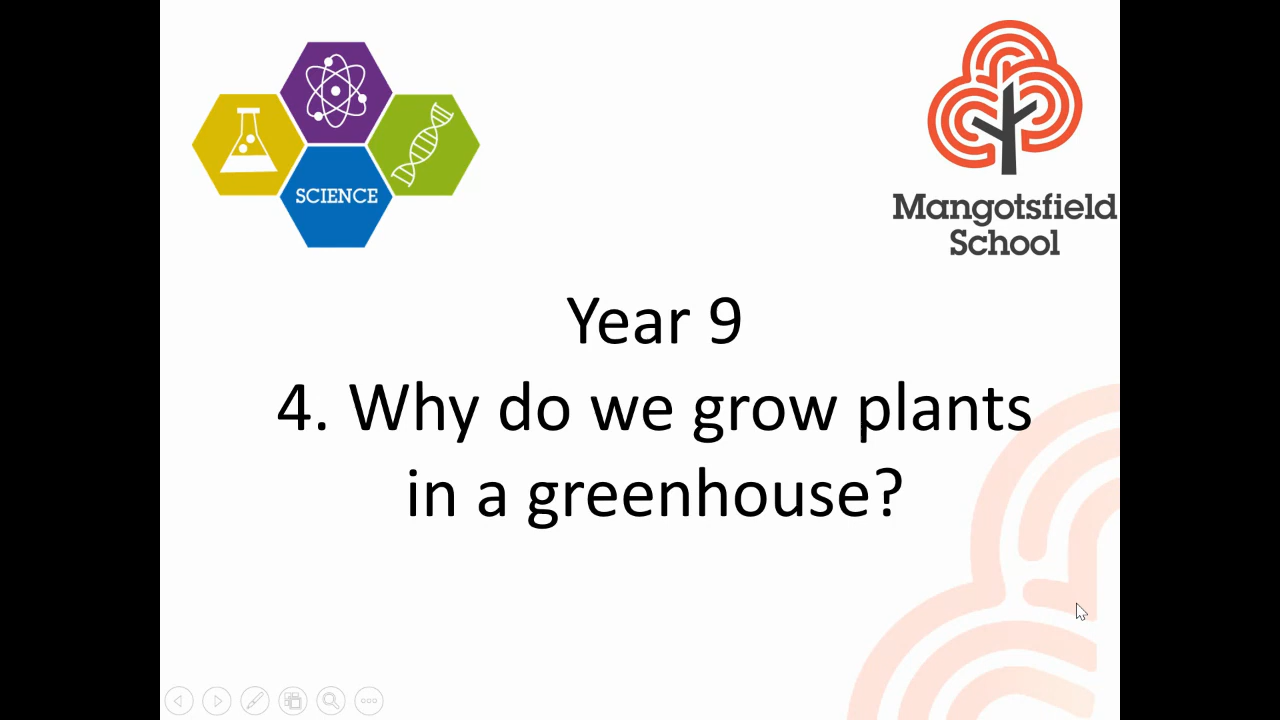 SCIENCE
Mangotsfield
School
Year 9
4. Why do we grow plants
in a greenhouse?